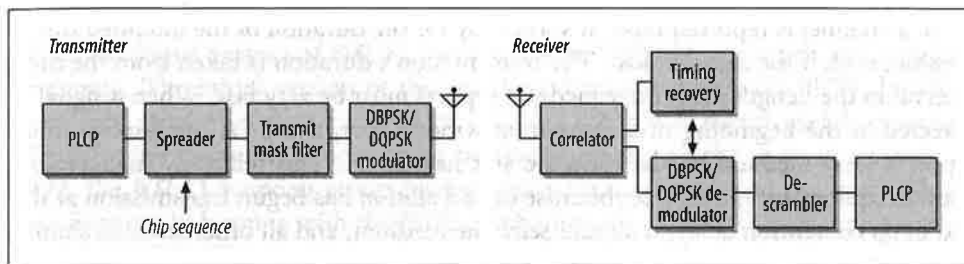 Transmitter
PLCP
Spreader
Transmit
mask filter
DBPSK/
DQPSK
modulator
Chip sequence
Receiver
Correlator
Timing
recovery
DBPSK/
DQPSK de-
modulator
De-
scrambler
PLCP